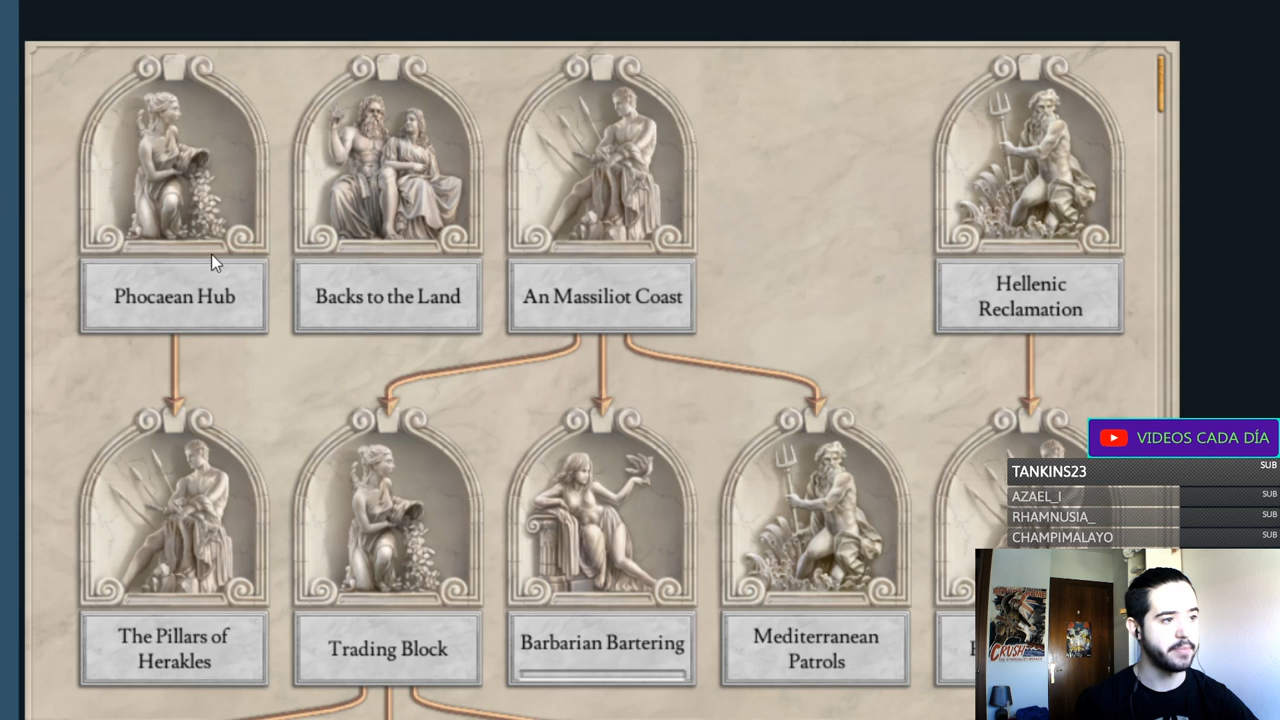 Phocaean Hub
Backs to the Land
An Massiliot Coast
Hellenic
Reclamation
The Pillars of
Herakles
Trading Block
Barbarian Bartering
Mediterranean
Patrols
VIDEOS CADA DÍA
TANKINS23 SUB
AZAEL_I SUB
RHAMNUSIA_ SUB
CHAMPIMALAYO SUB
CRUSH